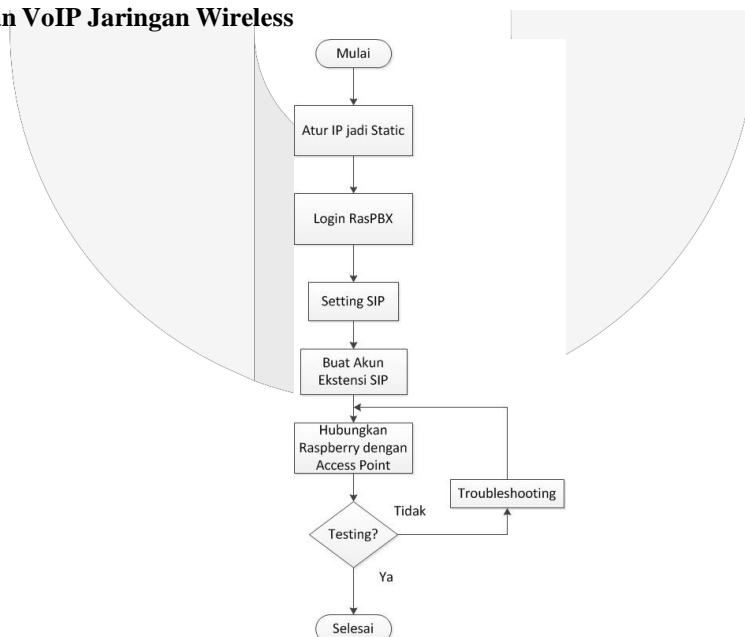 VoIP Jaringan Wireless
Mulai
Atur IP jadi Static
Login RasPBX
Setting SIP
Buat Akun
Ekstensi SIP
Hubungkan
Raspberry dengan
Access Point
Troubleshooting
Tidak
Testing?
Ya
Selesai